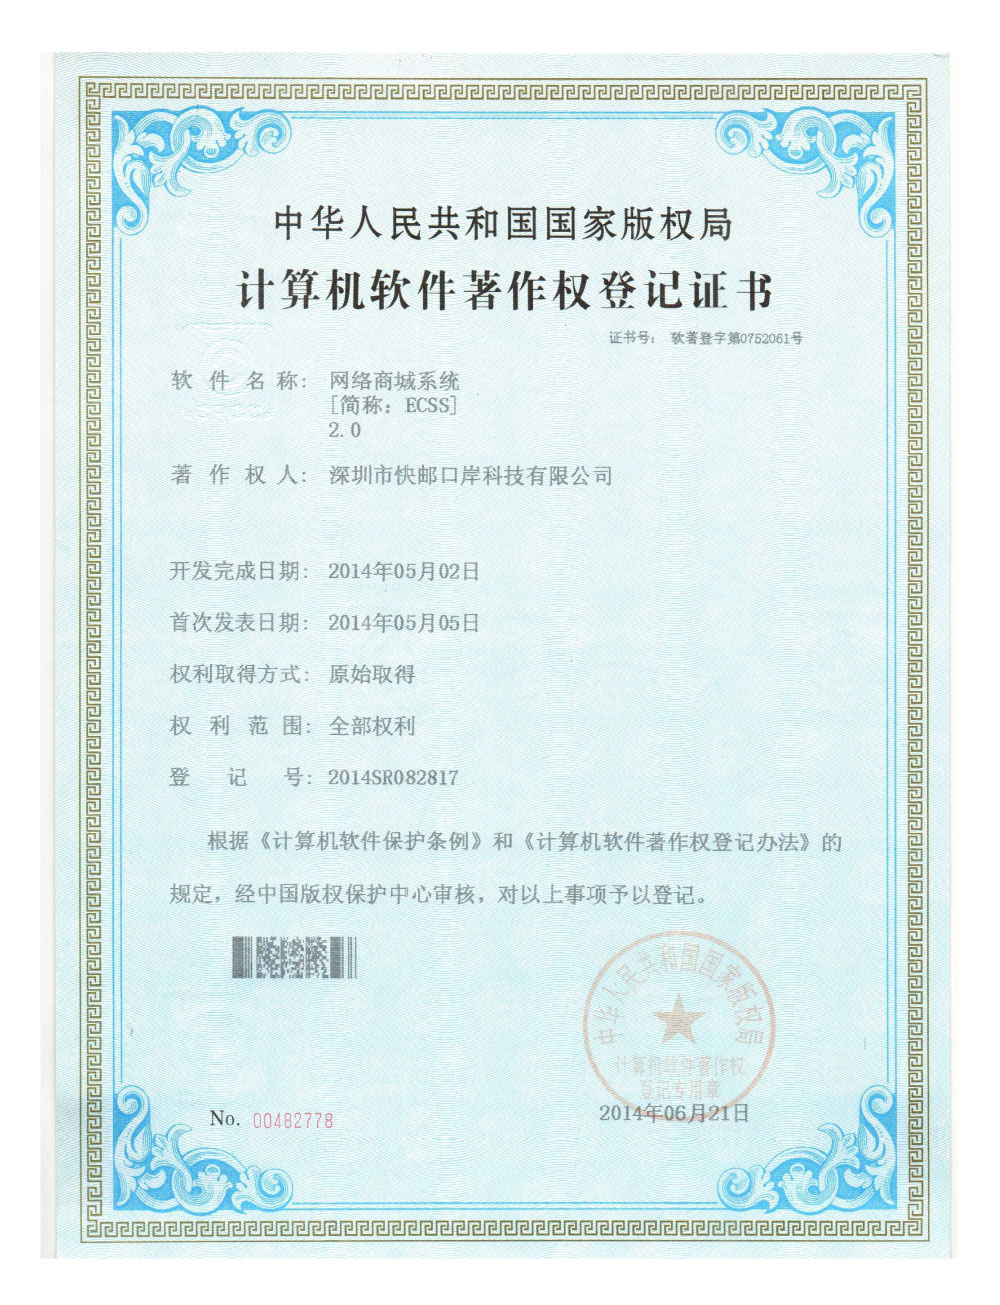 中华人民共和国国家版权局
计算机软件著作权登记证书
证书号： 软著登字第0752061号
软件名称： 网络商城系统
[简称：ECSS]
2.0
著作权人： 深圳市快邮口岸科技有限公司
开发完成日期： 2014年05月02日
首次发表日期： 2014年05月05日
权利取得方式： 原始取得
权利范围： 全部权利
登记号： 2014SR082817
根据《计算机软件保护条例》和《计算机软件著作权登记办法》的
规定，经中国版权保护中心审核，对以上事项予以登记。
中华人民共和国国家版权局
计算机软件著作权
登记专用章
No. 00482778
2014年06月21日